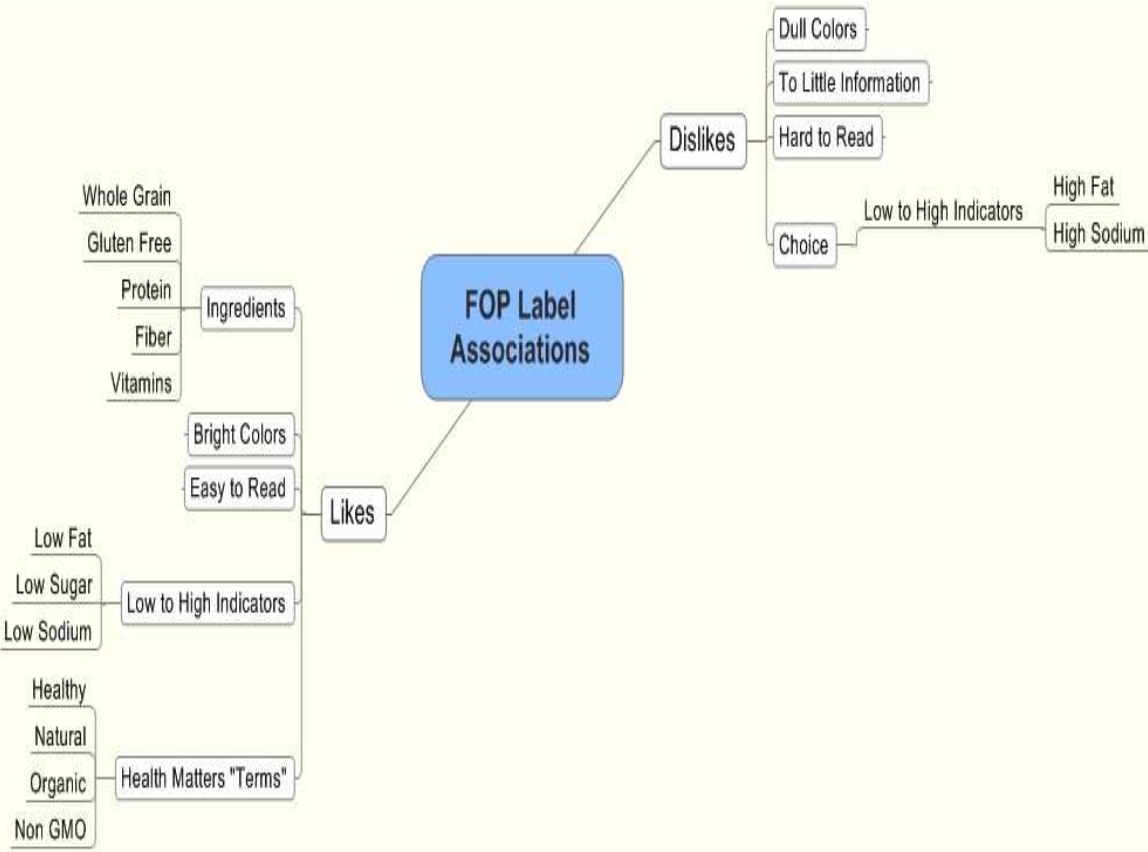 FOP Label
Associations
Dislikes
Dull Colors
To Little Information
Hard to Read
Choice
Low to High Indicators
High Fat
High Sodium
Likes
Ingredients
Whole Grain
Gluten Free
Protein
Fiber
Vitamins
Bright Colors
Easy to Read
Low to High Indicators
Low Fat
Low Sugar
Low Sodium
Health Matters "Terms"
Healthy
Natural
Organic
Non GMO